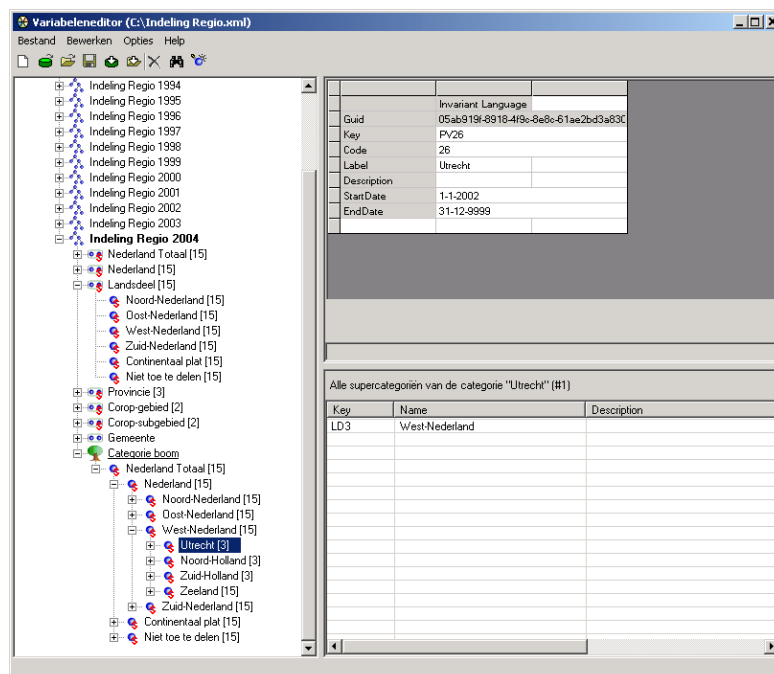 Variabeleneditor (C:\Indeling Regio.xml)
Bestand Bewerken Opties Help
Indeling Regio 1994
Indeling Regio 1995
Indeling Regio 1996
Indeling Regio 1997
Indeling Regio 1998
Indeling Regio 1999
Indeling Regio 2000
Indeling Regio 2001
Indeling Regio 2002
Indeling Regio 2003
Indeling Regio 2004
Nederland Totaal [15]
Nederland [15]
Landsdeel [15]
Noord-Nederland [15]
Oost-Nederland [15]
West-Nederland [15]
Zuid-Nederland [15]
Continentaal plat [15]
Niet toe te delen [15]
Provincie [3]
Corop-gebied [2]
Corop-subgebied [2]
Gemeente
Categorie boom
Nederland Totaal [15]
Nederland [15]
Noord-Nederland [15]
Oost-Nederland [15]
West-Nederland [15]
Utrecht [3]
Noord-Holland [3]
Zuid-Holland [3]
Zeeland [15]
Zuid-Nederland [15]
Continentaal plat [15]
Niet toe te delen [15]
Invariant Language
Guid 05ab919f-8918-4f9c-8e8c-61ae2bd3a830
Key PV26
Code 26
Label Utrecht
Description
StartDate 1-1-2002
EndDate 31-12-9999
Alle supercategoriën van de categorie "Utrecht" (#1)
Key Name Description
LD3 West-Nederland